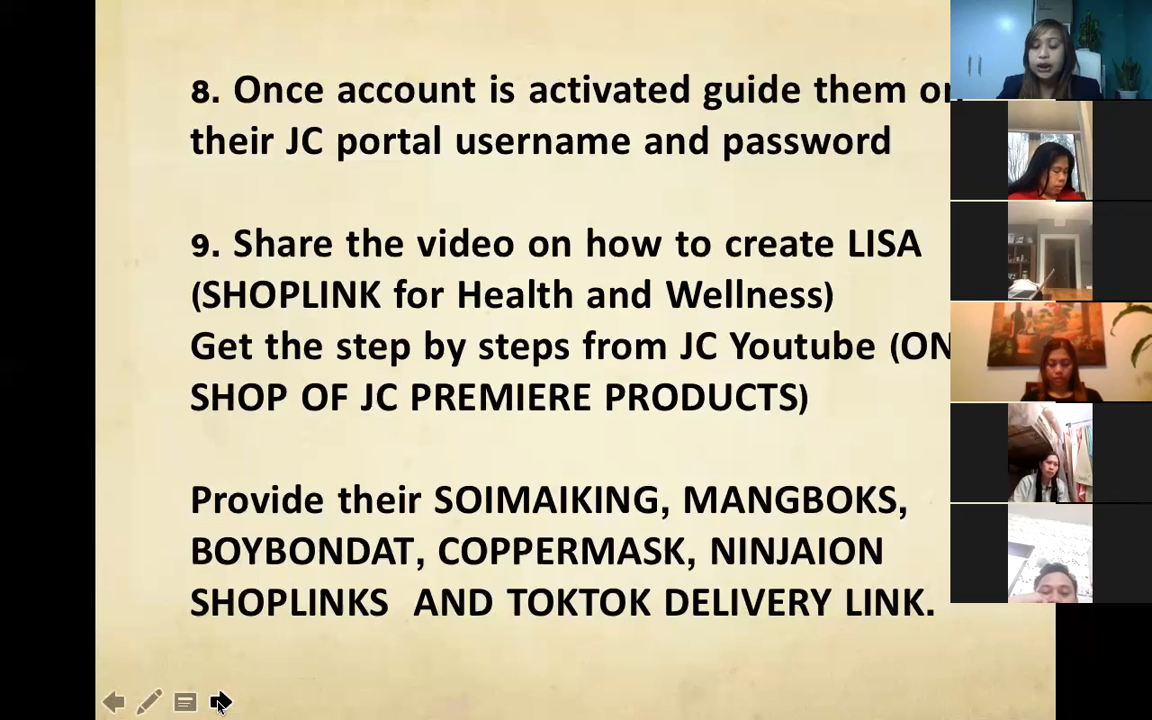 8. Once account is activated guide them on
their JC portal username and password
9. Share the video on how to create LISA
(SHOPLINK for Health and Wellness)
Get the step by steps from JC Youtube (ON
SHOP OF JC PREMIERE PRODUCTS)
Provide their SOIMAIKING, MANGBOKS,
BOYBONDAT, COPPERMASK, NINJAION
SHOPLINKS AND TOKTOK DELIVERY LINK.